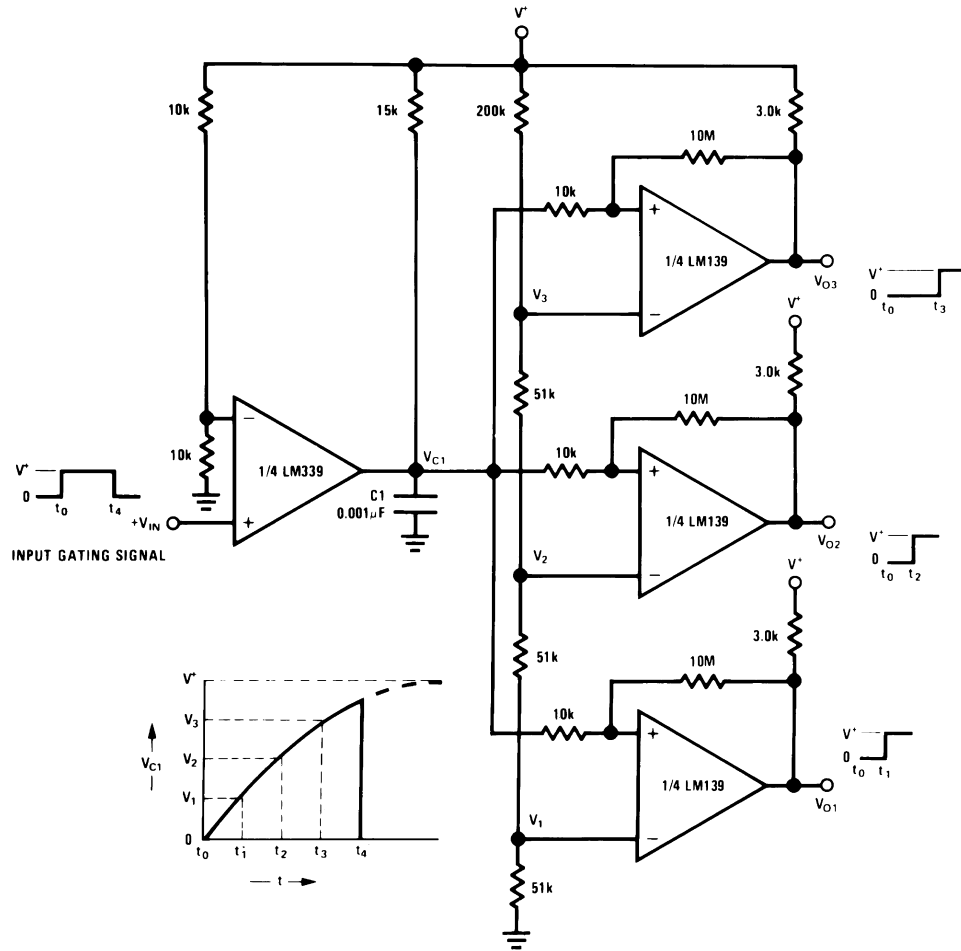 V+
10k
15k
200k
3.0k
10M
10k
+
1/4 LM139
−
V3
VO3
V+
0
t0
t3
V+
3.0k
51k
10M
10k
−
1/4 LM339
+
VC1
10k
+
1/4 LM139
−
V+
0
t0
t4
+VIN
INPUT GATING SIGNAL
C1
0.001μF
V2
VO2
V+
0
t0
t2
V+
3.0k
51k
10M
10k
+
1/4 LM139
−
V+
0
t0
t1
V1
VO1
51k
V+
V3
VC1
V2
V1
0
t0
t1
t2
t3
t4
t